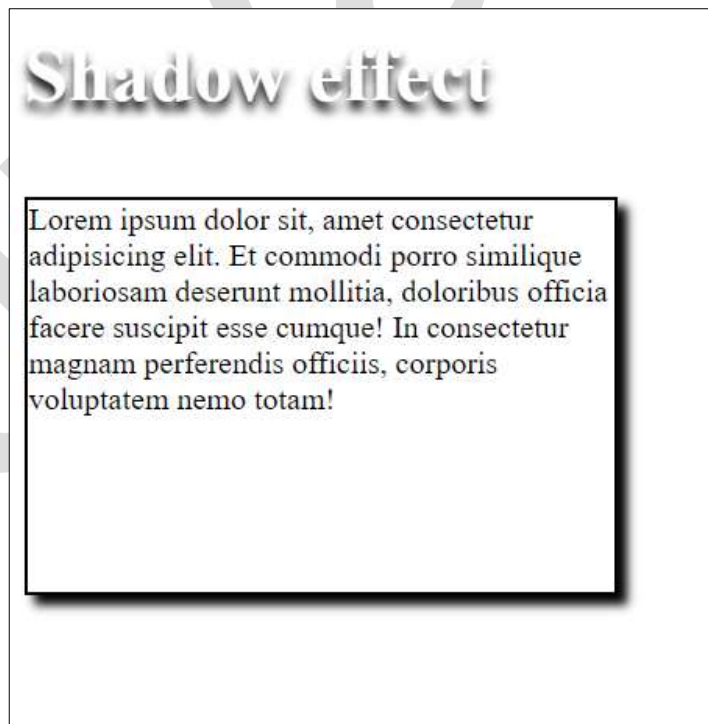 Shadow effect
Lorem ipsum dolor sit, amet consectetur
adipisicing elit. Et commodi porro similique
laboriosam deserunt mollitia, doloribus officia
facere suscipit esse cumque! In consectetur
magnam perferendis officiis, corporis
voluptatem nemo totam!